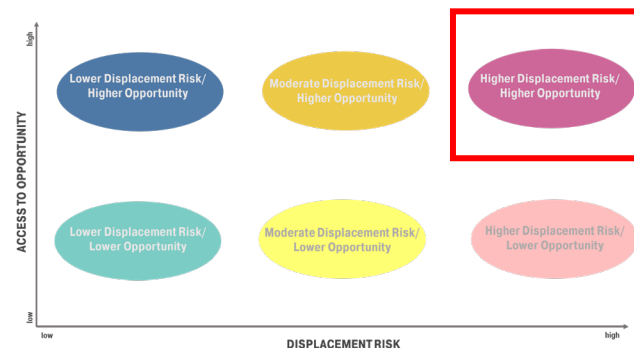 high
Lower Displacement Risk/
Higher Opportunity
Moderate Displacement Risk/
Higher Opportunity
Higher Displacement Risk/
Higher Opportunity
ACCESS TO OPPORTUNITY
Lower Displacement Risk/
Lower Opportunity
Moderate Displacement Risk/
Lower Opportunity
Higher Displacement Risk/
Lower Opportunity
low
low
high
DISPLACEMENT RISK